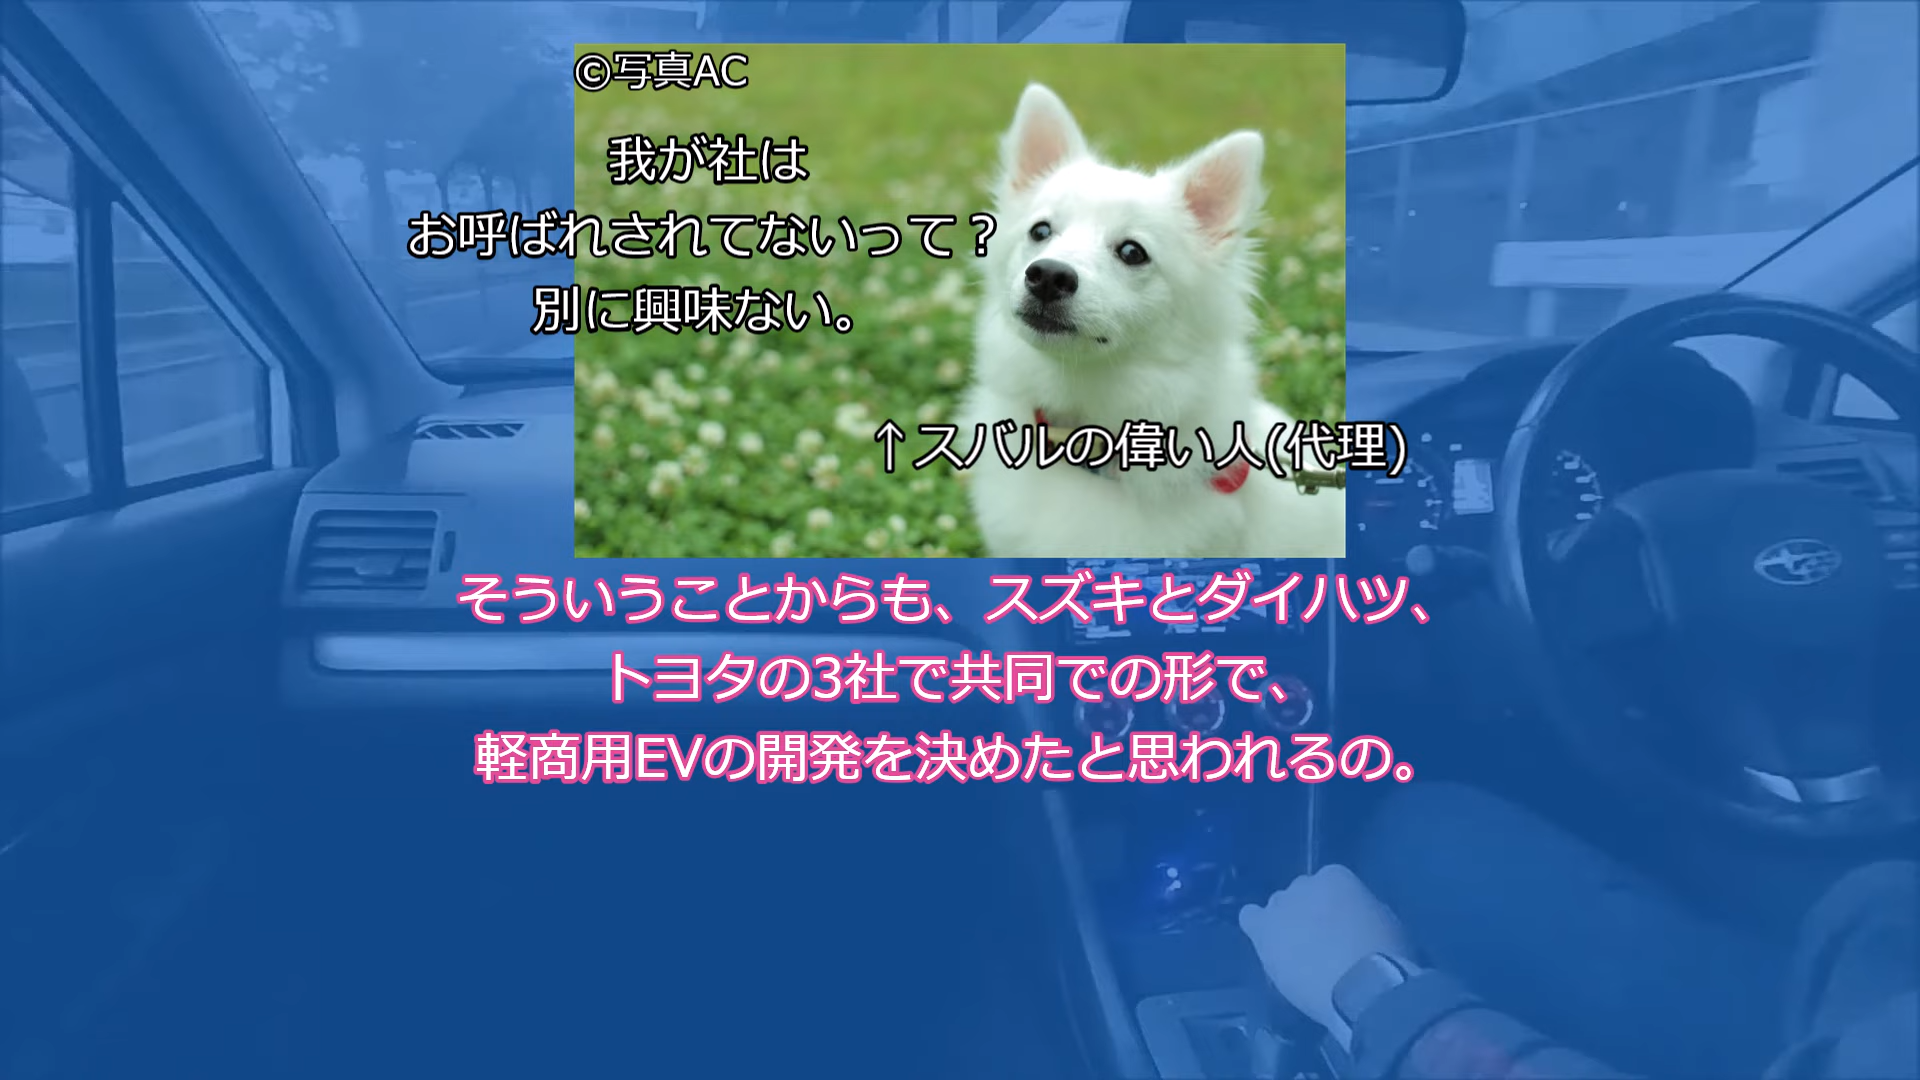 ©写真AC
我が社は
お呼ばれされてないって？
別に興味ない。
↑スバルの偉い人(代理)
そういうことからも、スズキとダイハツ、
トヨタの3社で共同での形で、
軽商用EVの開発を決めたと思われるの。